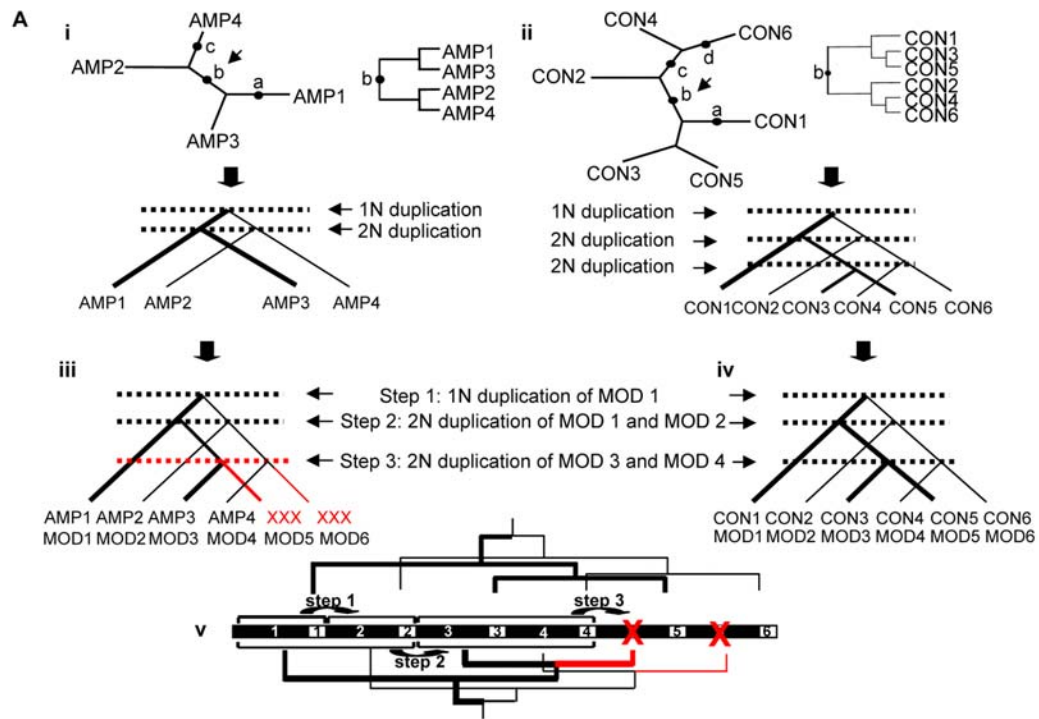 A
i
AMP4
c
AMP2
b
a
AMP1
AMP3
b
AMP1
AMP3
AMP2
AMP4
ii
CON4
CON6
d
c
CON2
b
a
CON1
CON3
CON5
b
CON1
CON3
CON5
CON2
CON4
CON6
1N duplication
2N duplication
AMP1 AMP2 AMP3 AMP4
1N duplication
2N duplication
2N duplication
CON1 CON2 CON3 CON4 CON5 CON6
iii
iv
Step 1: 1N duplication of MOD 1
Step 2: 2N duplication of MOD 1 and MOD 2
Step 3: 2N duplication of MOD 3 and MOD 4
AMP1 AMP2 AMP3 AMP4 XXX XXX
MOD1 MOD2 MOD3 MOD4 MOD5 MOD6
CON1 CON2 CON3 CON4 CON5 CON6
MOD1 MOD2 MOD3 MOD4 MOD5 MOD6
step 1
step 3
v
1 1 2 2 3 3 4 4 X 5 X 6
step 2